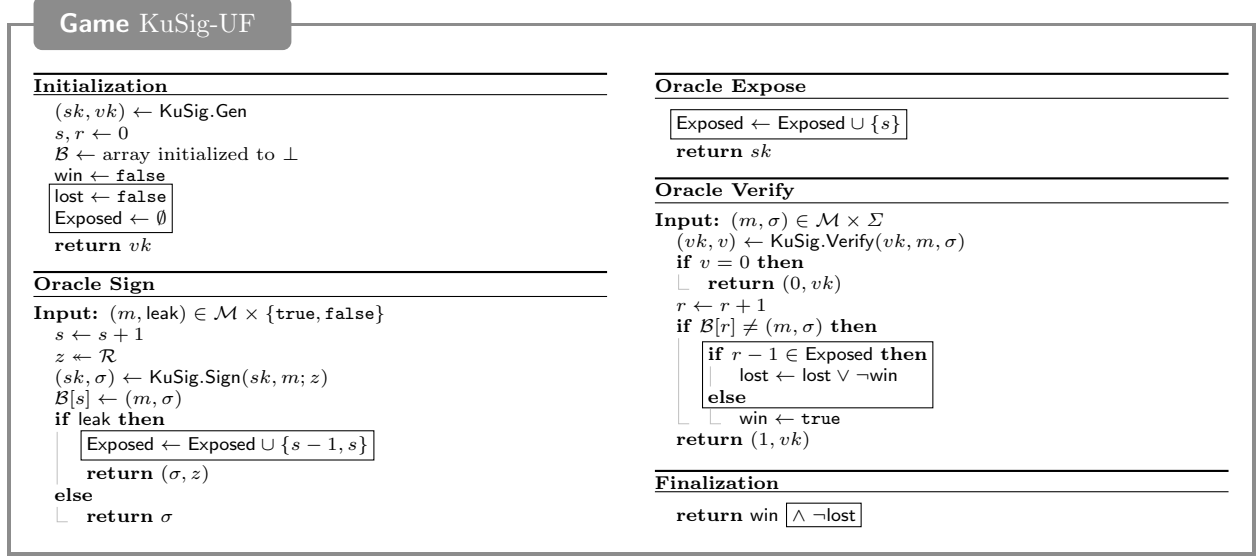 Game KuSig-UF
Initialization
(sk, vk) ← KuSig.Gen
s, r ← 0
ℬ ← array initialized to ⊥
win ← false
lost ← false
Exposed ← ∅
return vk
Oracle Sign
Input: (m, leak) ∈ ℳ × {true, false}
s ← s + 1
z ↞ ℛ
(sk, σ) ← KuSig.Sign(sk, m; z)
ℬ[s] ← (m, σ)
if leak then
Exposed ← Exposed ∪ {s − 1, s}
return (σ, z)
else
return σ
Oracle Expose
Exposed ← Exposed ∪ {s}
return sk
Oracle Verify
Input: (m, σ) ∈ ℳ × Σ
(vk, v) ← KuSig.Verify(vk, m, σ)
if v = 0 then
return (0, vk)
r ← r + 1
if ℬ[r] ≠ (m, σ) then
if r − 1 ∈ Exposed then
lost ← lost ∨ ¬win
else
win ← true
return (1, vk)
Finalization
return win ∧ ¬lost